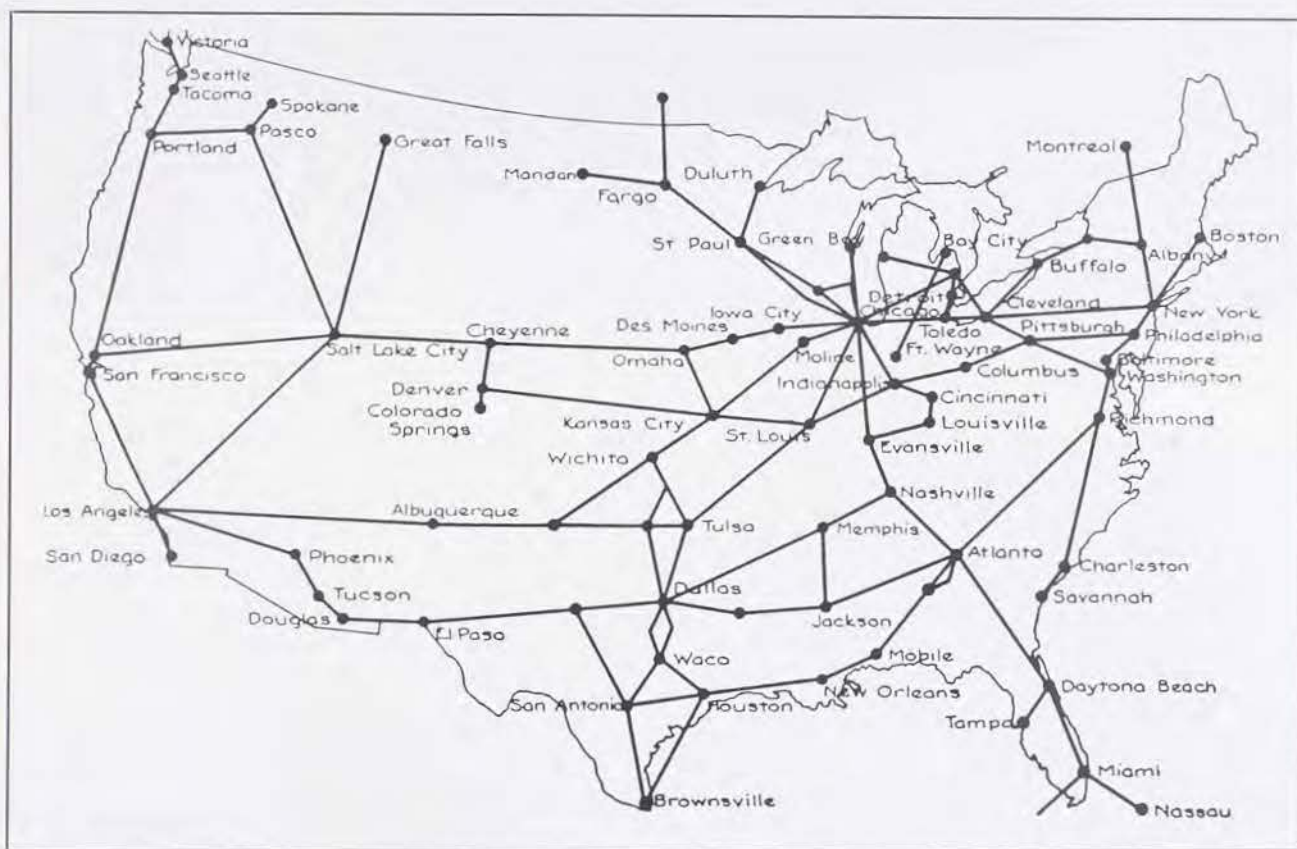 Victoria
Seattle
Tacoma
Spokane
Portland
Pasco
Great Falls
Montreal
Mandan
Fargo
Duluth
St Paul
Green Bay
Bay City
Boston
Albany
Buffalo
Detroit
Cleveland
Chicago
Iowa City
New York
Des Moines
Toledo
Pittsburgh
Philadelphia
Oakland
Cheyenne
Salt Lake City
Omaha
Moline
Ft. Wayne
Baltimore
San Francisco
Columbus
Washington
Indianapolis
Denver
Cincinnati
Colorado
Springs
Kansas City
St. Louis
Louisville
Richmond
Evansville
Wichita
Nashville
Los Angeles
Albuquerque
Tulsa
Memphis
San Diego
Phoenix
Atlanta
Charleston
Tucson
Dallas
Savannah
Douglas
El Paso
Jackson
Waco
Mobile
San Antonio
Houston
New Orleans
Daytona Beach
Tampa
Miami
Brownsville
Nassau